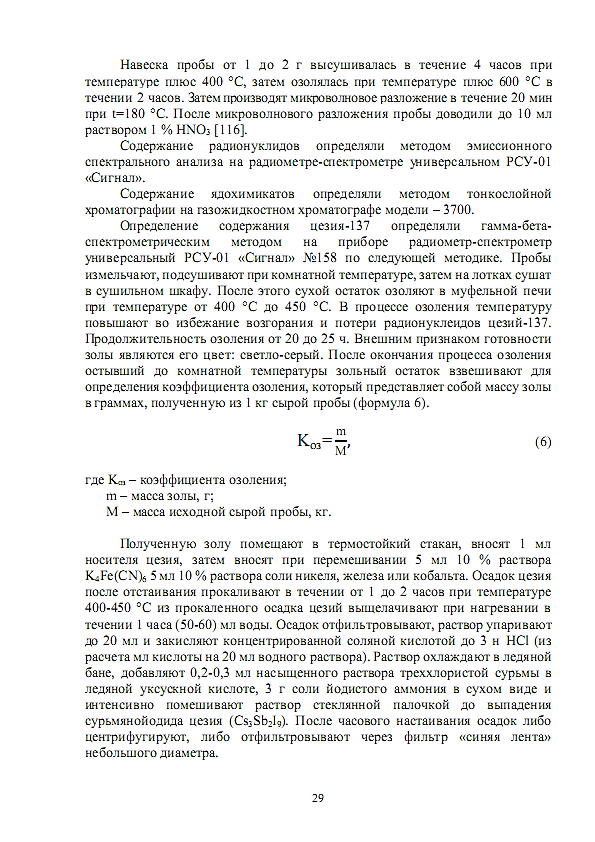 Навеска пробы от 1 до 2 г высушивалась в течение 4 часов при
температуре плюс 400 °С, затем озолялась при температуре плюс 600 °С в
течении 2 часов. Затем производят микроволновое разложение в течение 20 мин
при t=180 °С. После микроволнового разложения пробы доводили до 10 мл
раствором 1 % HNO₃ [116].
Содержание радионуклидов определяли методом эмиссионого
спектрального анализа на радиометре-спектрометре универсальном РСУ-01
«Сигнал».
Содержание ядохимикатов определяли методом тонкослойной
хроматографии на газожидкостном хроматографе модели – 3700.
Определение содержания цезия-137 определяли гамма-бета-
спектрометрическим методом на приборе радиометр-спектрометр
универсальный РСУ-01 «Сигнал» №158 по следующей методике. Пробы
измельчают, подсушивают при комнатной температуре, затем на лотках сушат
в сушильном шкафу. После этого сухой остаток озоляют в муфельной печи
при температуре от 400 °С до 450 °С. В процессе озоления температуру
повышают во избежание возгорания и потери радионуклеидов цезий-137.
Продолжительность озоления от 20 до 25 ч. Внешним признаком готовности
золы являются его цвет: светло-серый. После окончания процесса озоления
остывший до комнатной температуры зольный остаток взвешивают для
определения коэффициента озоления, который представляет собой массу золы
в граммах, полученную из 1 кг сырой пробы (формула 6).
Kоз=m/M, (6)
где Kоз – коэффициента озоления;
m – масса золы, г;
М – масса исходной сырой пробы, кг.
Полученную золу помещают в термостойкий стакан, вносят 1 мл
носителя цезия, затем вносят при перемешивании 5 мл 10 % раствора
K₄Fe(CN)₆ 5 мл 10 % раствора соли никеля, железа или кобальта. Осадок цезия
после отстаивания прокаливают в течении от 1 до 2 часов при температуре
400-450 °С из прокаленного осадка цезий выщелачивают при нагревании в
течении 1 часа (50-60) мл воды. Осадок отфильтровывают, раствор упаривают
до 20 мл и закисляют концентрированной соляной кислотой до 3 н HCl (из
расчета мл кислоты на 20 мл водного раствора). Раствор охлаждают в ледяной
бане, добавляют 0,2-0,3 мл насыщенного раствора треххлористой сурьмы в
ледяной уксускной кислоте, 3 г соли йодистого аммония в сухом виде и
интенсивно помешивают раствор стеклянной палочкой до выпадения
сурьмянойодида цезия (Cs₃Sb₂I₉). После часового настаивания осадок либо
центрифугируют, либо отфильтровывают через фильтр «синяя лента»
небольшого диаметра.
29